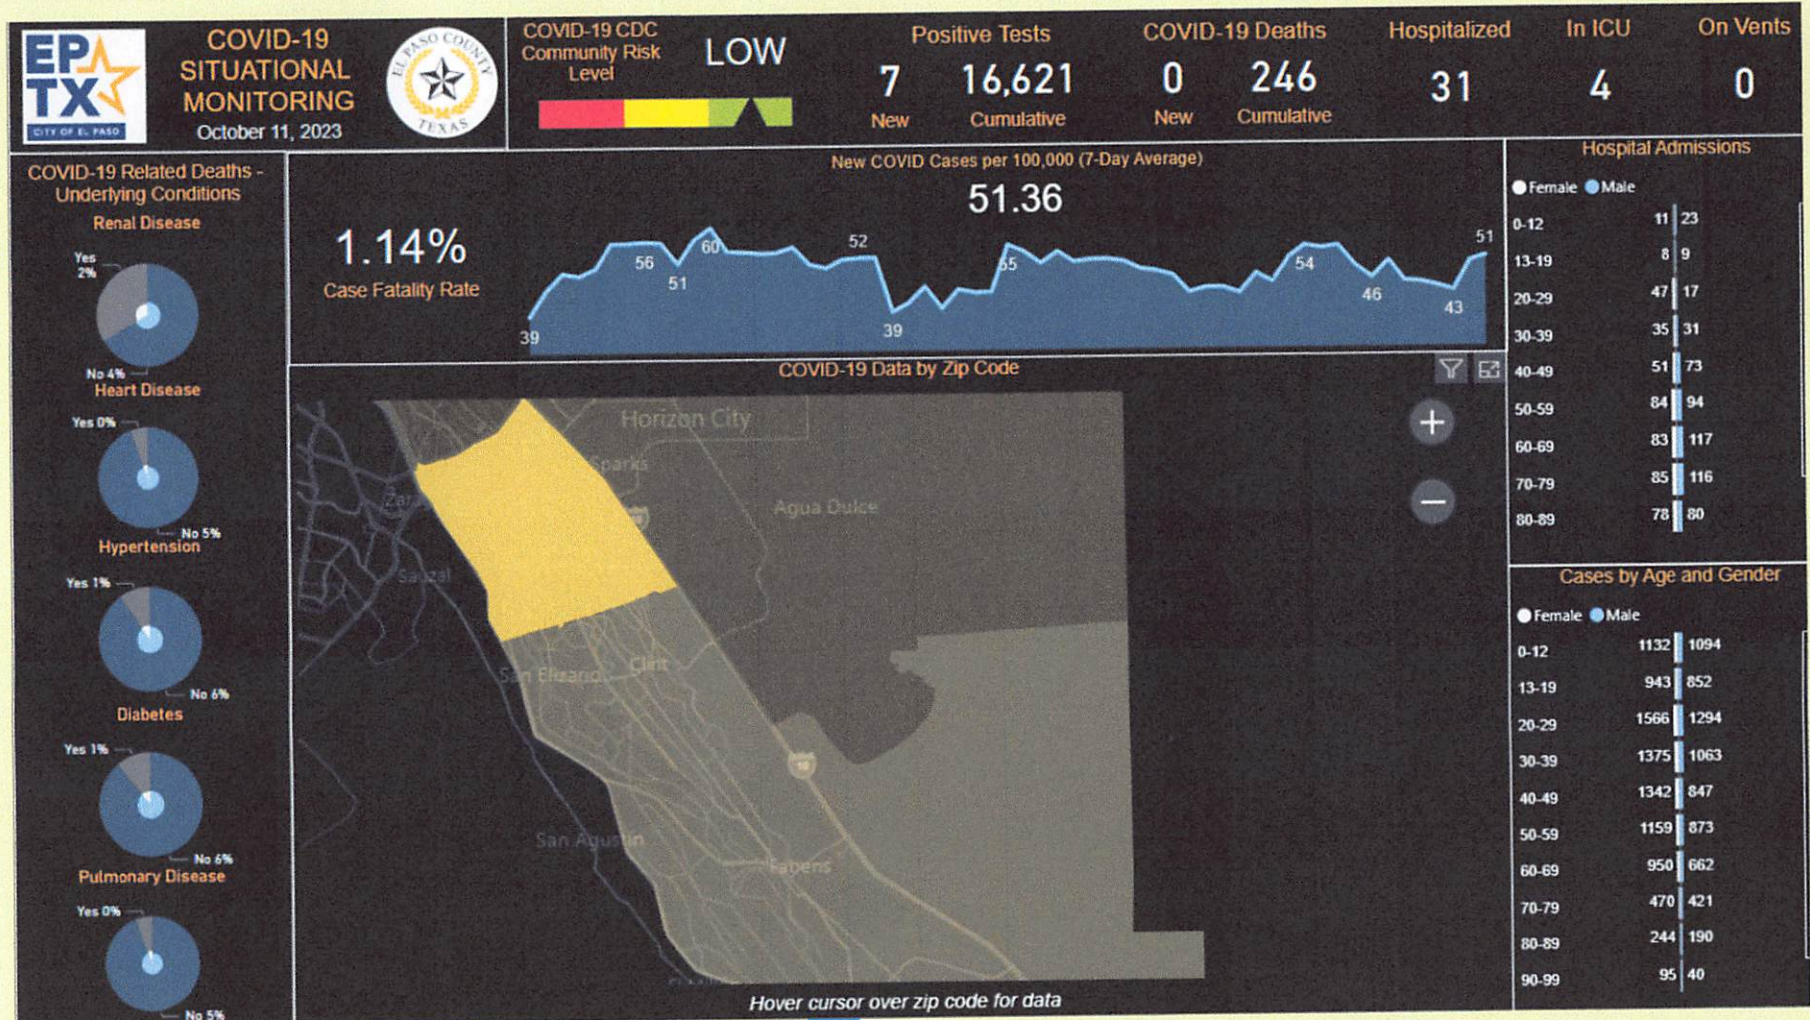 EP
TX
CITY OF EL PASO
COVID-19
SITUATIONAL
MONITORING
October 11, 2023
EL PASO COUNTY
TEXAS
COVID-19 CDC
Community Risk
Level
LOW
Positive Tests
7
New
16,621
Cumulative
COVID-19 Deaths
0
New
246
Cumulative
Hospitalized
31
In ICU
4
On Vents
0
COVID-19 Related Deaths -
Underlying Conditions
Renal Disease
Yes
2%
No 4%
Heart Disease
Yes 0%
No 5%
Hypertension
Yes 1%
No 6%
Diabetes
Yes 1%
No 6%
Pulmonary Disease
Yes 0%
No 5%
1.14%
Case Fatality Rate
New COVID Cases per 100,000 (7-Day Average)
51.36
39
56
51
60
52
39
55
54
46
43
51
COVID-19 Data by Zip Code
Horizon City
Sparks
Agua Dulce
Sauzal
San Elizario
Clint
10
San Agustin
Fabens
Hover cursor over zip code for data
Hospital Admissions
Female Male
0-12 11 23
13-19 8 9
20-29 47 17
30-39 35 31
40-49 51 73
50-59 84 94
60-69 83 117
70-79 85 116
80-89 78 80
Cases by Age and Gender
Female Male
0-12 1132 1094
13-19 943 852
20-29 1566 1294
30-39 1375 1063
40-49 1342 847
50-59 1159 873
60-69 950 662
70-79 470 421
80-89 244 190
90-99 95 40